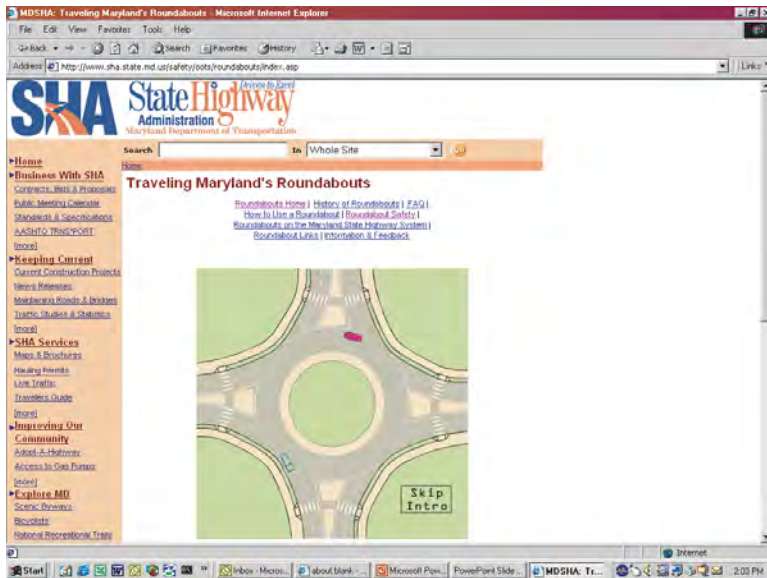 MDSHA: Traveling Maryland's Roundabouts - Microsoft Internet Explorer
File Edit View Favorites Tools Help
Back Search Favorites History
Address http://www.sha.state.md.us/safety/oots/roundabouts/index.asp Links
SHA State Highway Driven to Excel
Administration
Maryland Department of Transportation
Search In Whole Site
Home
Home
Business With SHA
Contracts, Bids & Proposals
Public Meeting Calendar
Standards & Specifications
AASHTO TRNS*PORT
[more]
Keeping Current
Current Construction Projects
News Releases
Maintaining Roads & Bridges
Traffic Studies & Statistics
[more]
SHA Services
Maps & Brochures
Hauling Permits
Live Traffic
Travelers Guide
[more]
Improving Our
Community
Adopt-A-Highway
Access to Gas Pumps
[more]
Explore MD
Scenic Byways
Bicyclists
National Recreational Trails
Traveling Maryland's Roundabouts
Roundabouts Home | History of Roundabouts | FAQ |
How to Use a Roundabout | Roundabout Safety |
Roundabouts on the Maryland State Highway System |
Roundabout Links | Information & Feedback
Skip
Intro
Internet
Start Inbox - Micros... about:blank - ... Microsoft Pow... PowerPoint Slide ... MDSHA: Tr... 2:03 PM